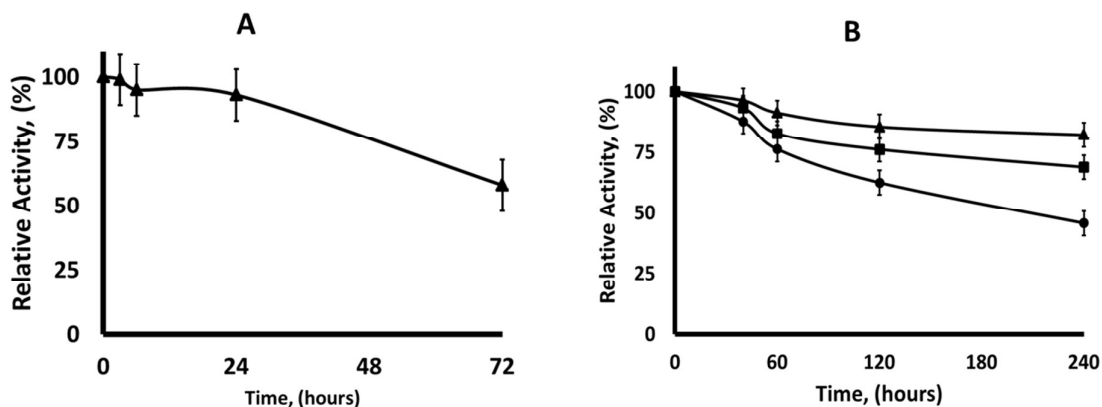 A
Relative Activity, (%)
100
75
50
25
0
0 24 48 72
Time, (hours)
B
Relative Activity, (%)
100
75
50
25
0
0 60 120 180 240
Time, (hours)